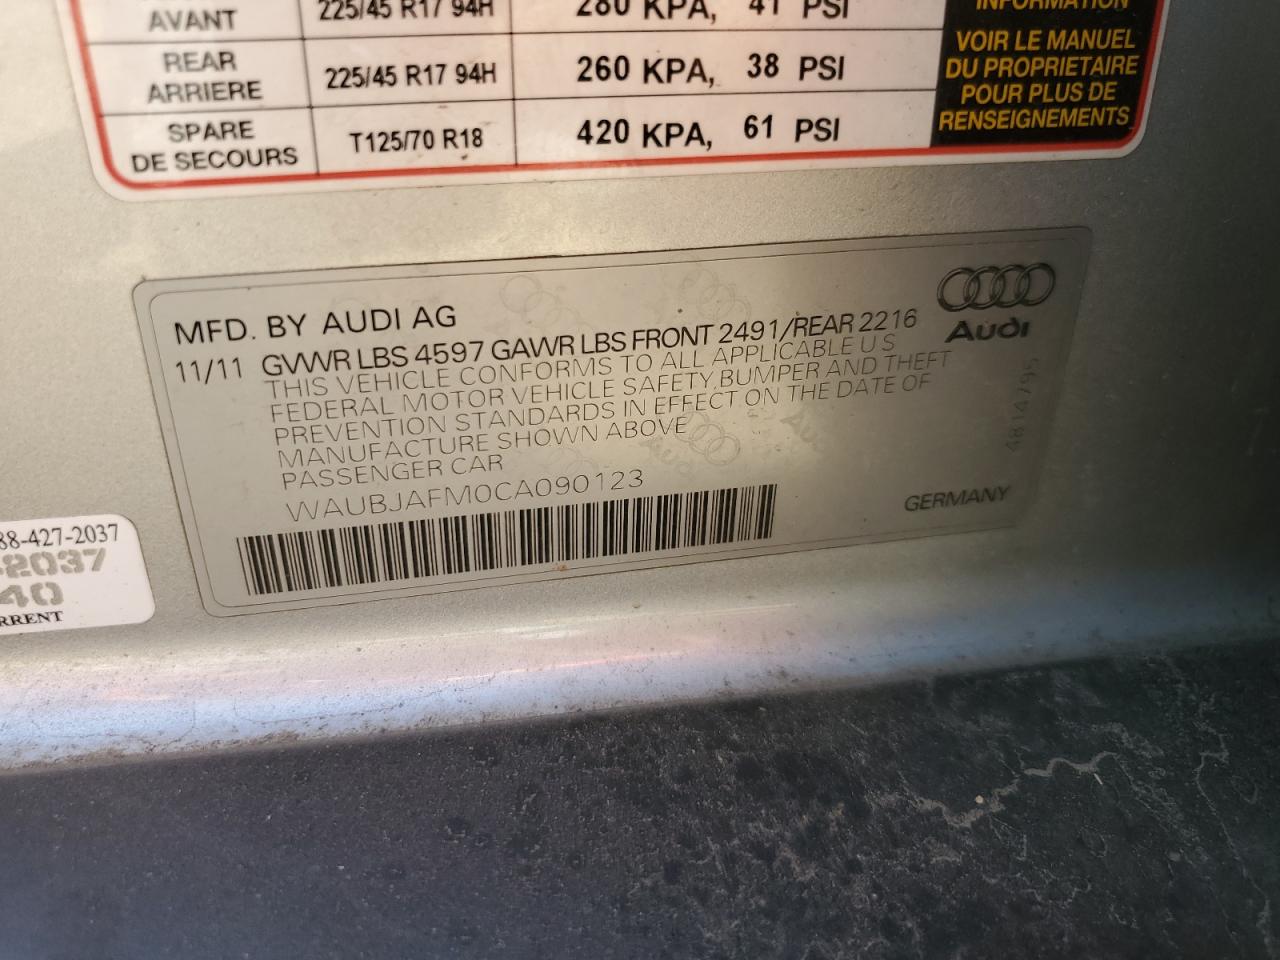 AVANT 225/45 R17 94H 280 KPA, 41 PSI
REAR ARRIERE 225/45 R17 94H 260 KPA, 38 PSI
SPARE DE SECOURS T125/70 R18 420 KPA, 61 PSI
INFORMATION
VOIR LE MANUEL
DU PROPRIETAIRE
POUR PLUS DE
RENSEIGNEMENTS
MFD. BY AUDI AG
11/11 GVWR LBS 4597 GAWR LBS FRONT 2491/REAR 2216
THIS VEHICLE CONFORMS TO ALL APPLICABLE US
FEDERAL MOTOR VEHICLE SAFETY, BUMPER AND THEFT
PREVENTION STANDARDS IN EFFECT ON THE DATE OF
MANUFACTURE SHOWN ABOVE
PASSENGER CAR
WAUBJAFM0CA090123
Audi
4814795
GERMANY
88-427-2037
2037
40
RRENT